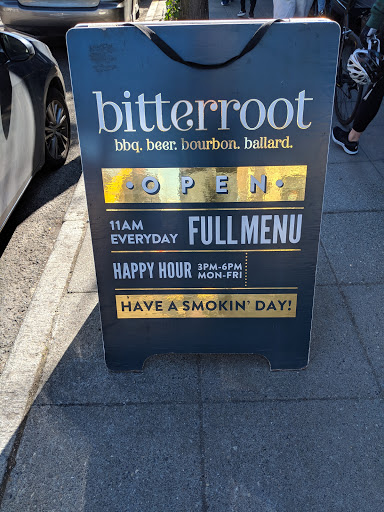 bitterroot
bbq. beer. bourbon. ballard.
• OPEN •
11AM
EVERYDAY
FULL MENU
HAPPY HOUR
3PM-6PM
MON-FRI
HAVE A SMOKIN' DAY!